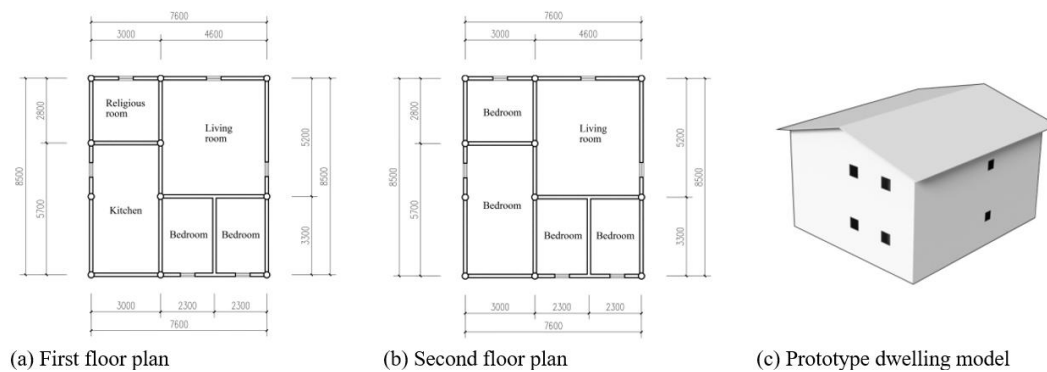 7600
3000 4600
2800
5700
8500
Religious
room
Living
room
Kitchen
Bedroom Bedroom
5200
3300
8500
3000 2300 2300
7600
(a) First floor plan
7600
3000 4600
2800
5700
8500
Bedroom
Living
room
Bedroom
Bedroom Bedroom
5200
3300
8500
3000 2300 2300
7600
(b) Second floor plan
(c) Prototype dwelling model